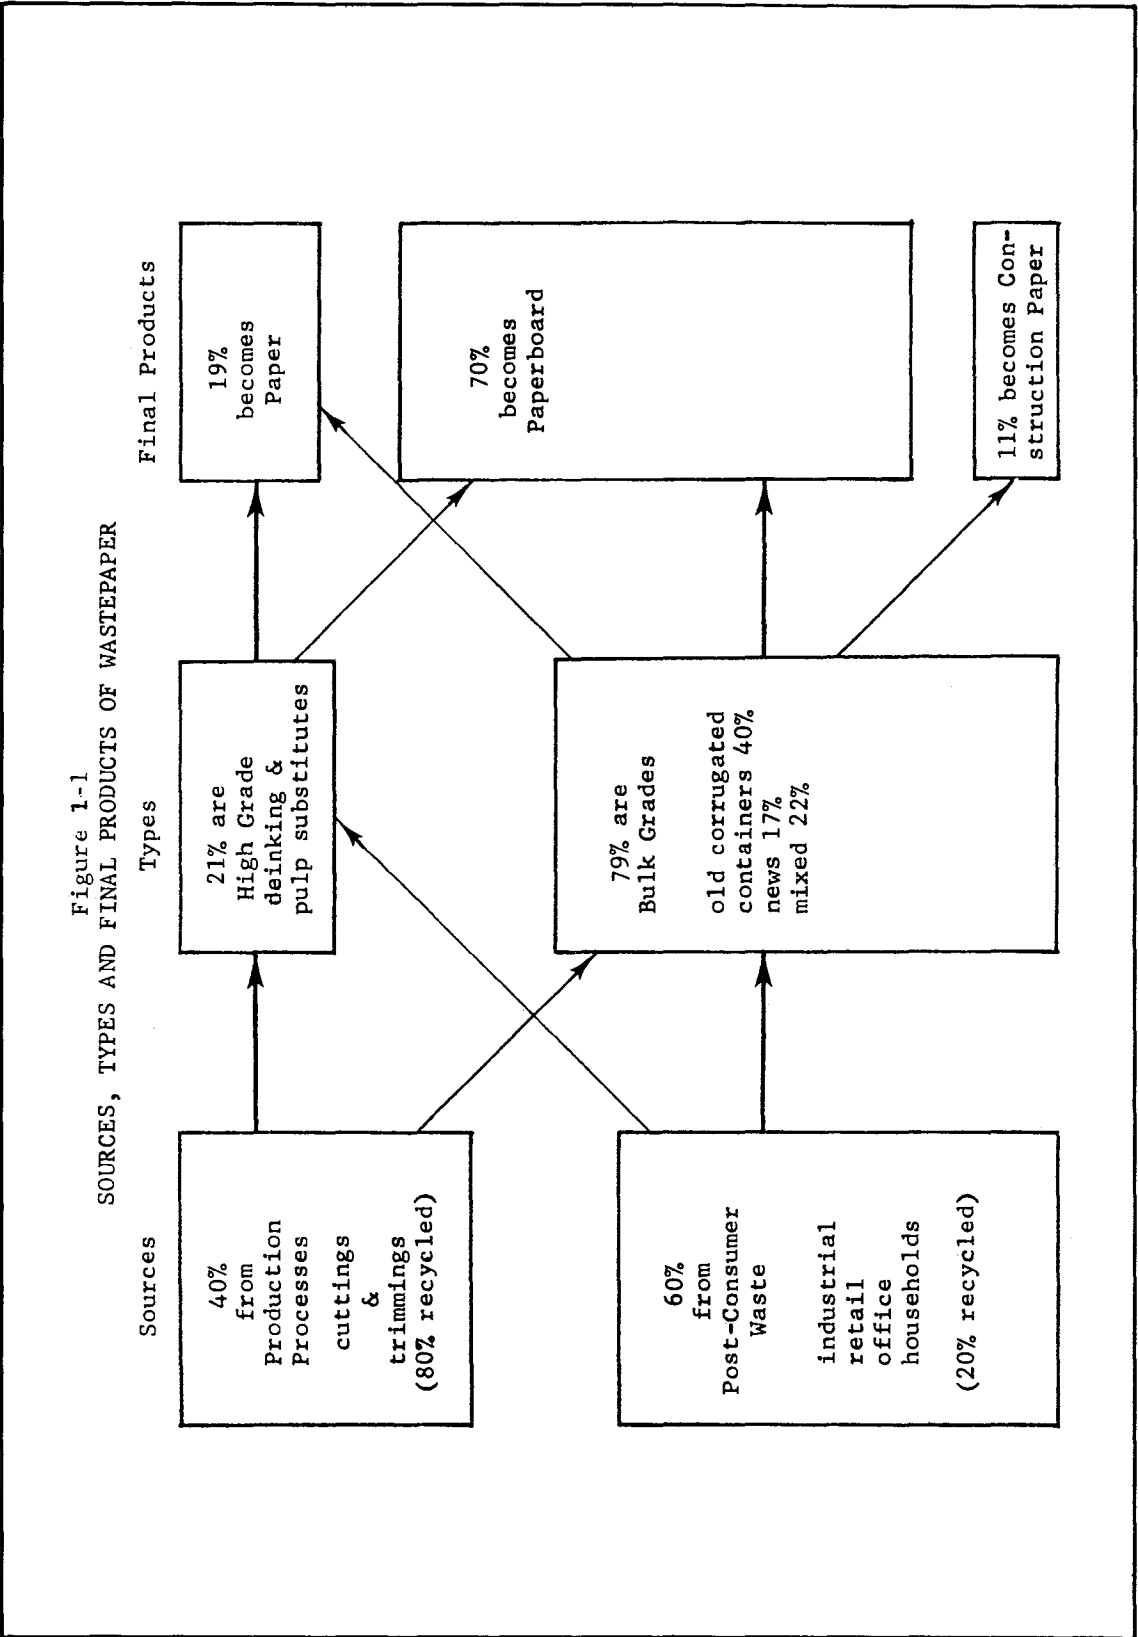 Figure 1-1
SOURCES, TYPES AND FINAL PRODUCTS OF WASTEPAPER
Sources
Types
Final Products
40%
from
Production
Processes
cuttings
&
trimmings
(80% recycled)
60%
from
Post-Consumer
Waste
industrial
retail
office
households
(20% recycled)
21% are
High Grade
deinking &
pulp substitutes
79% are
Bulk Grades
old corrugated
containers 40%
news 17%
mixed 22%
19%
becomes
Paper
70%
becomes
Paperboard
11% becomes Con-
struction Paper